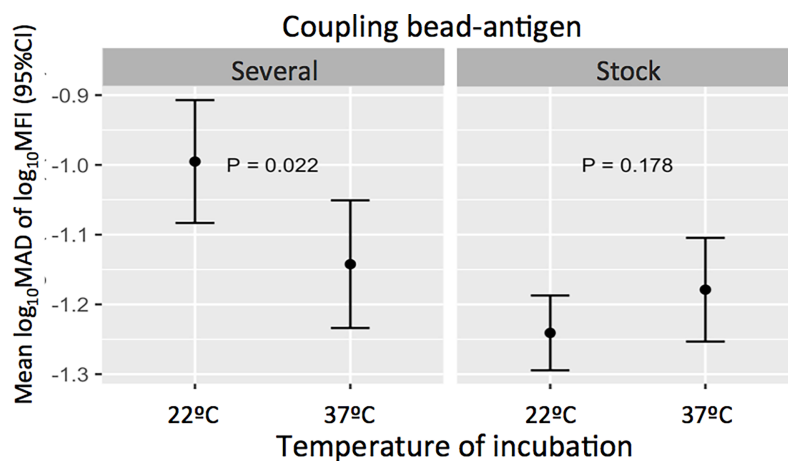 Coupling bead-antigen
Several
Stock
Mean log10MAD of log10MFI (95%CI)
-0.9
-1.0
-1.1
-1.2
-1.3
P = 0.022
P = 0.178
22ºC
37ºC
22ºC
37ºC
Temperature of incubation